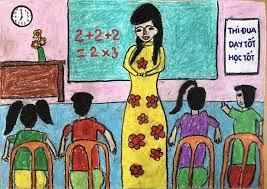 2+2+2
= 2 x 3
THI ĐUA
DẠY TỐT
HỌC TỐT